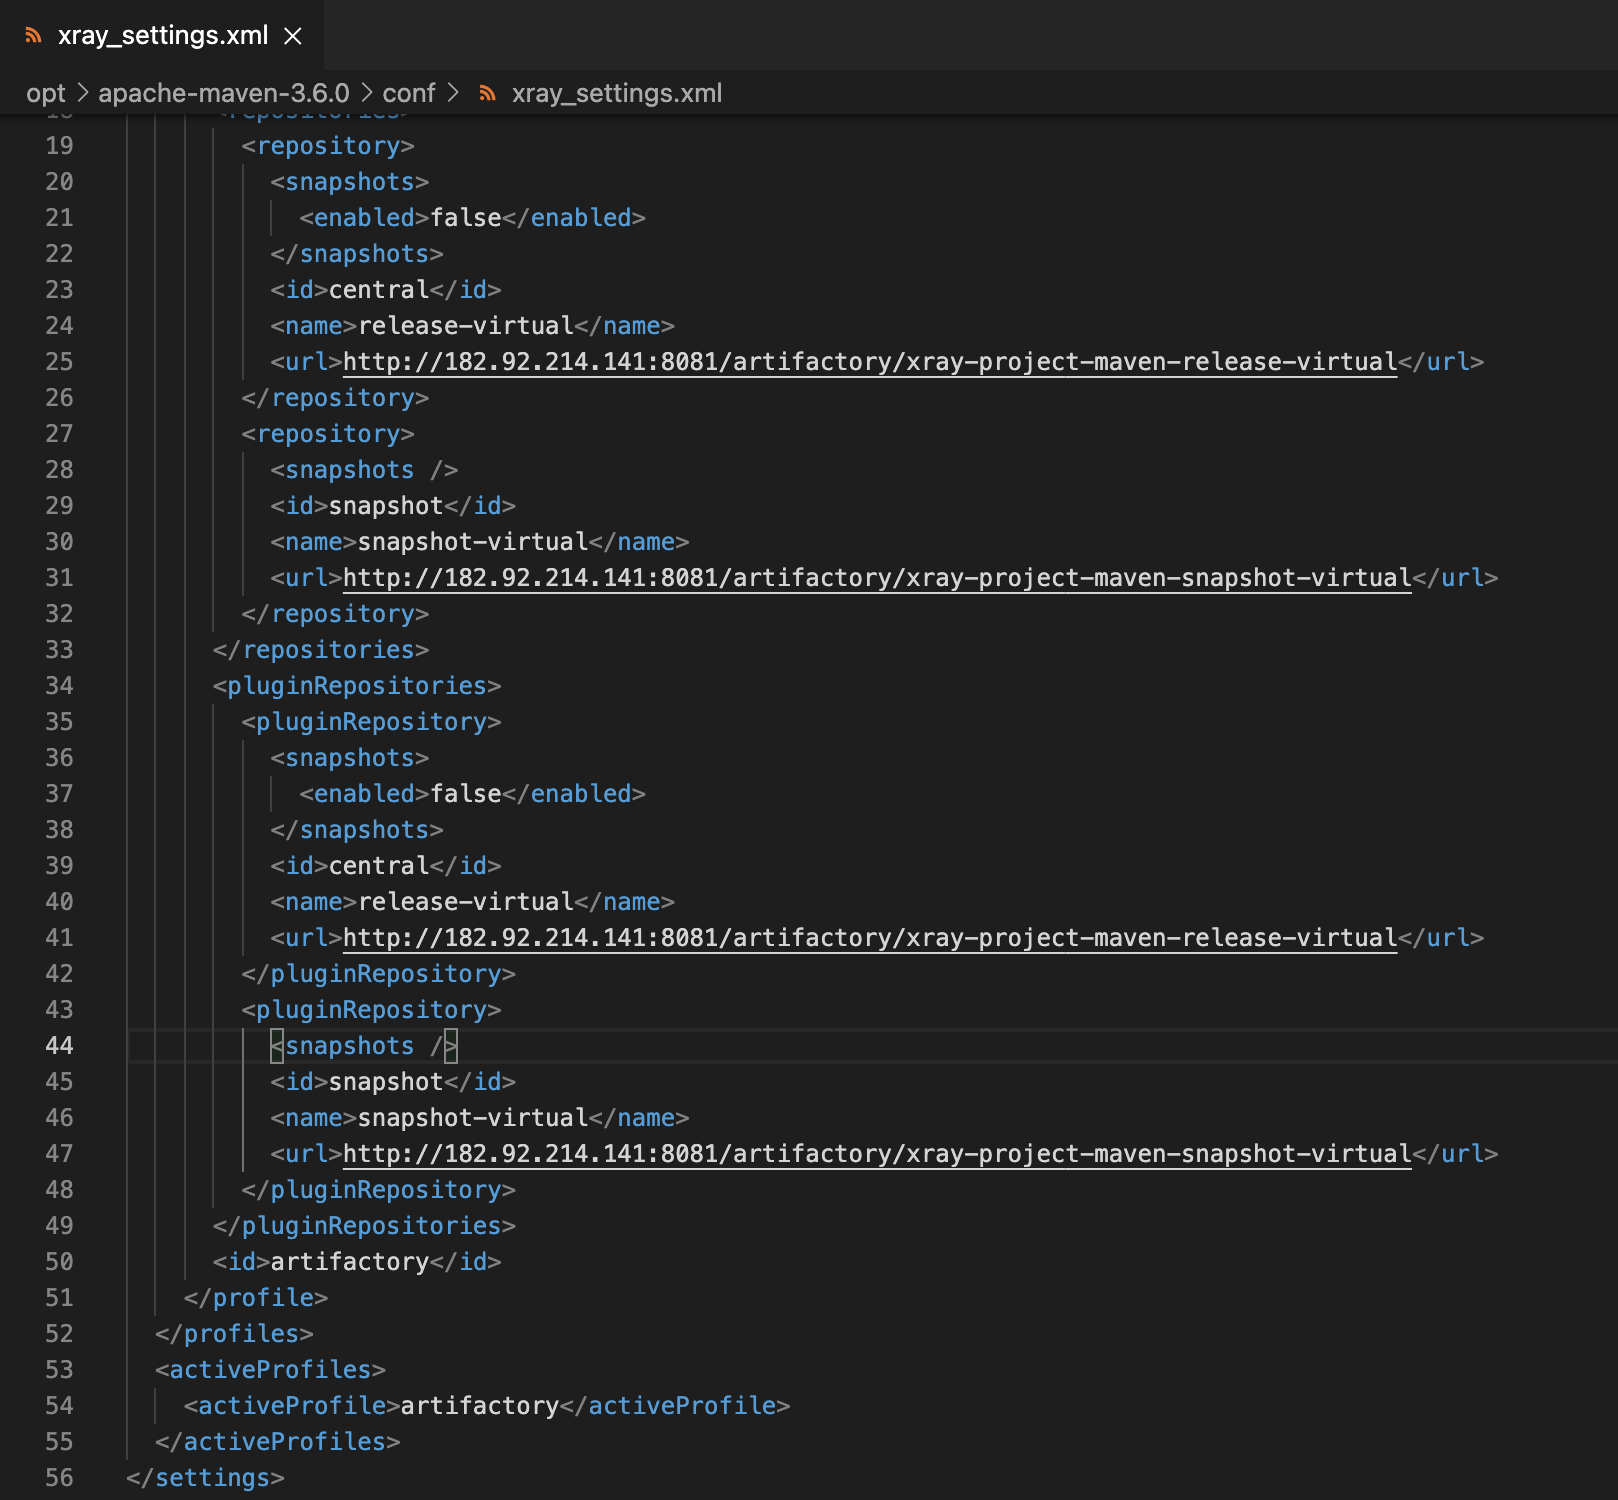 xray_settings.xml
opt > apache-maven-3.6.0 > conf > xray_settings.xml
18 <repositories>
19 <repository>
20 <snapshots>
21 <enabled>false</enabled>
22 </snapshots>
23 <id>central</id>
24 <name>release-virtual</name>
25 <url>http://182.92.214.141:8081/artifactory/xray-project-maven-release-virtual</url>
26 </repository>
27 <repository>
28 <snapshots />
29 <id>snapshot</id>
30 <name>snapshot-virtual</name>
31 <url>http://182.92.214.141:8081/artifactory/xray-project-maven-snapshot-virtual</url>
32 </repository>
33 </repositories>
34 <pluginRepositories>
35 <pluginRepository>
36 <snapshots>
37 <enabled>false</enabled>
38 </snapshots>
39 <id>central</id>
40 <name>release-virtual</name>
41 <url>http://182.92.214.141:8081/artifactory/xray-project-maven-release-virtual</url>
42 </pluginRepository>
43 <pluginRepository>
44 <snapshots />
45 <id>snapshot</id>
46 <name>snapshot-virtual</name>
47 <url>http://182.92.214.141:8081/artifactory/xray-project-maven-snapshot-virtual</url>
48 </pluginRepository>
49 </pluginRepositories>
50 <id>artifactory</id>
51 </profile>
52 </profiles>
53 <activeProfiles>
54 <activeProfile>artifactory</activeProfile>
55 </activeProfiles>
56 </settings>